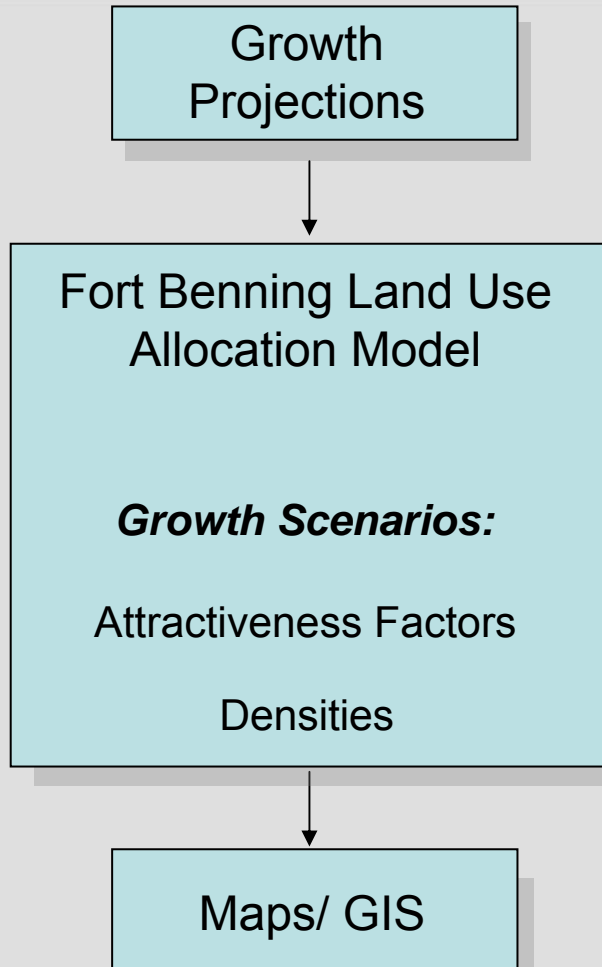 Growth
Projections
Fort Benning Land Use
Allocation Model
Growth Scenarios:
Attractiveness Factors
Densities
Maps/ GIS